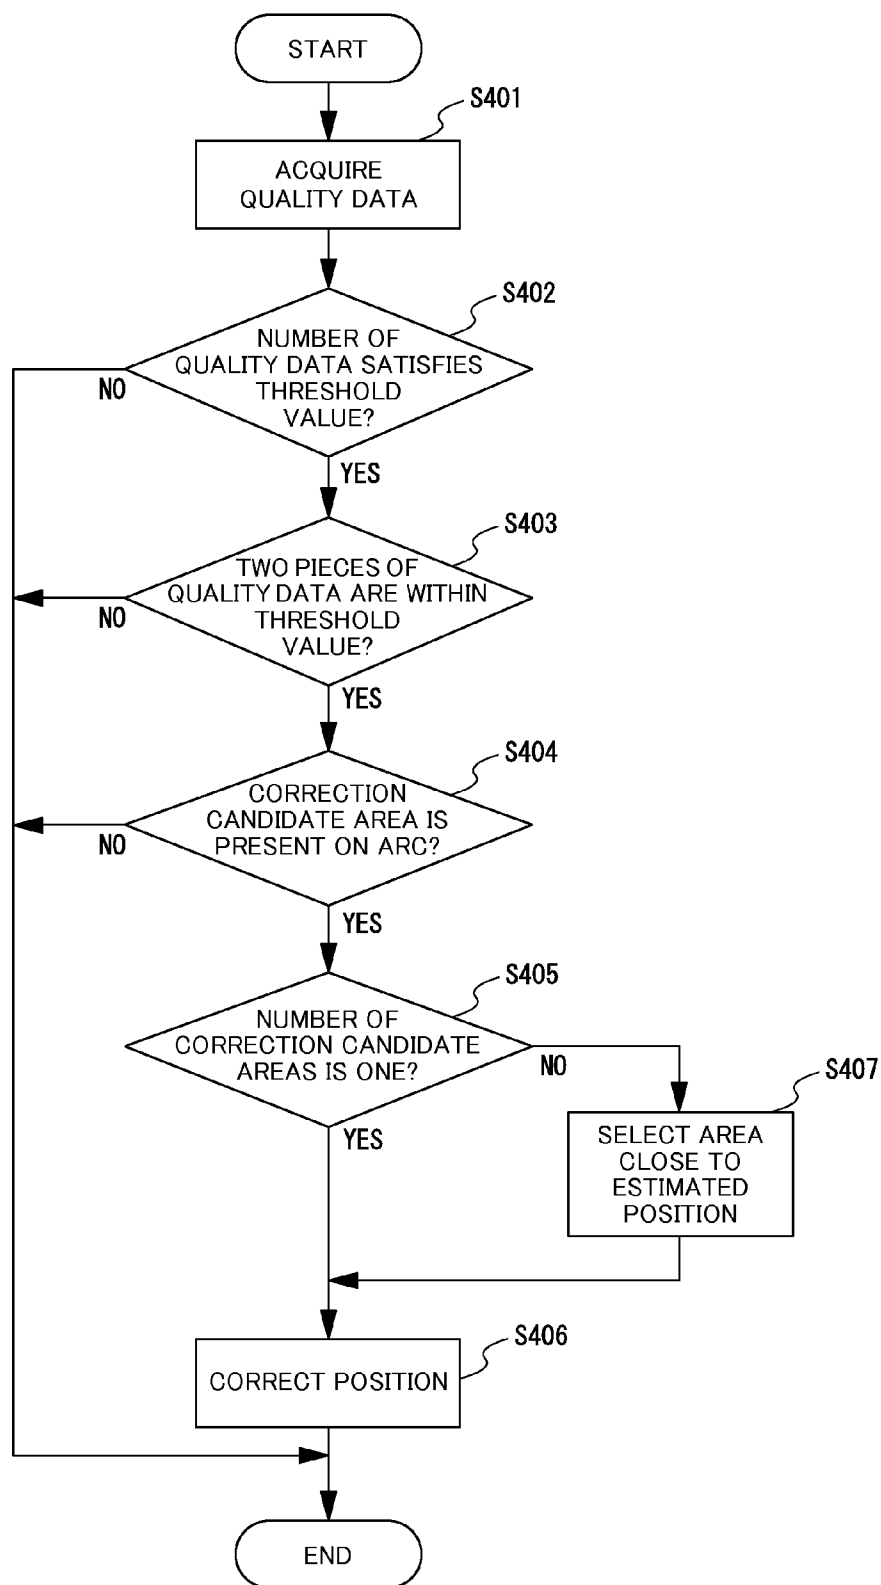 START
S401
ACQUIRE
QUALITY DATA
S402
NUMBER OF
QUALITY DATA SATISFIES
THRESHOLD
VALUE?
NO
YES
S403
TWO PIECES OF
QUALITY DATA ARE WITHIN
THRESHOLD
VALUE?
NO
YES
S404
CORRECTION
CANDIDATE AREA IS
PRESENT ON ARC?
NO
YES
S405
NUMBER OF
CORRECTION CANDIDATE
AREAS IS ONE?
NO
YES
S407
SELECT AREA
CLOSE TO
ESTIMATED
POSITION
S406
CORRECT POSITION
END